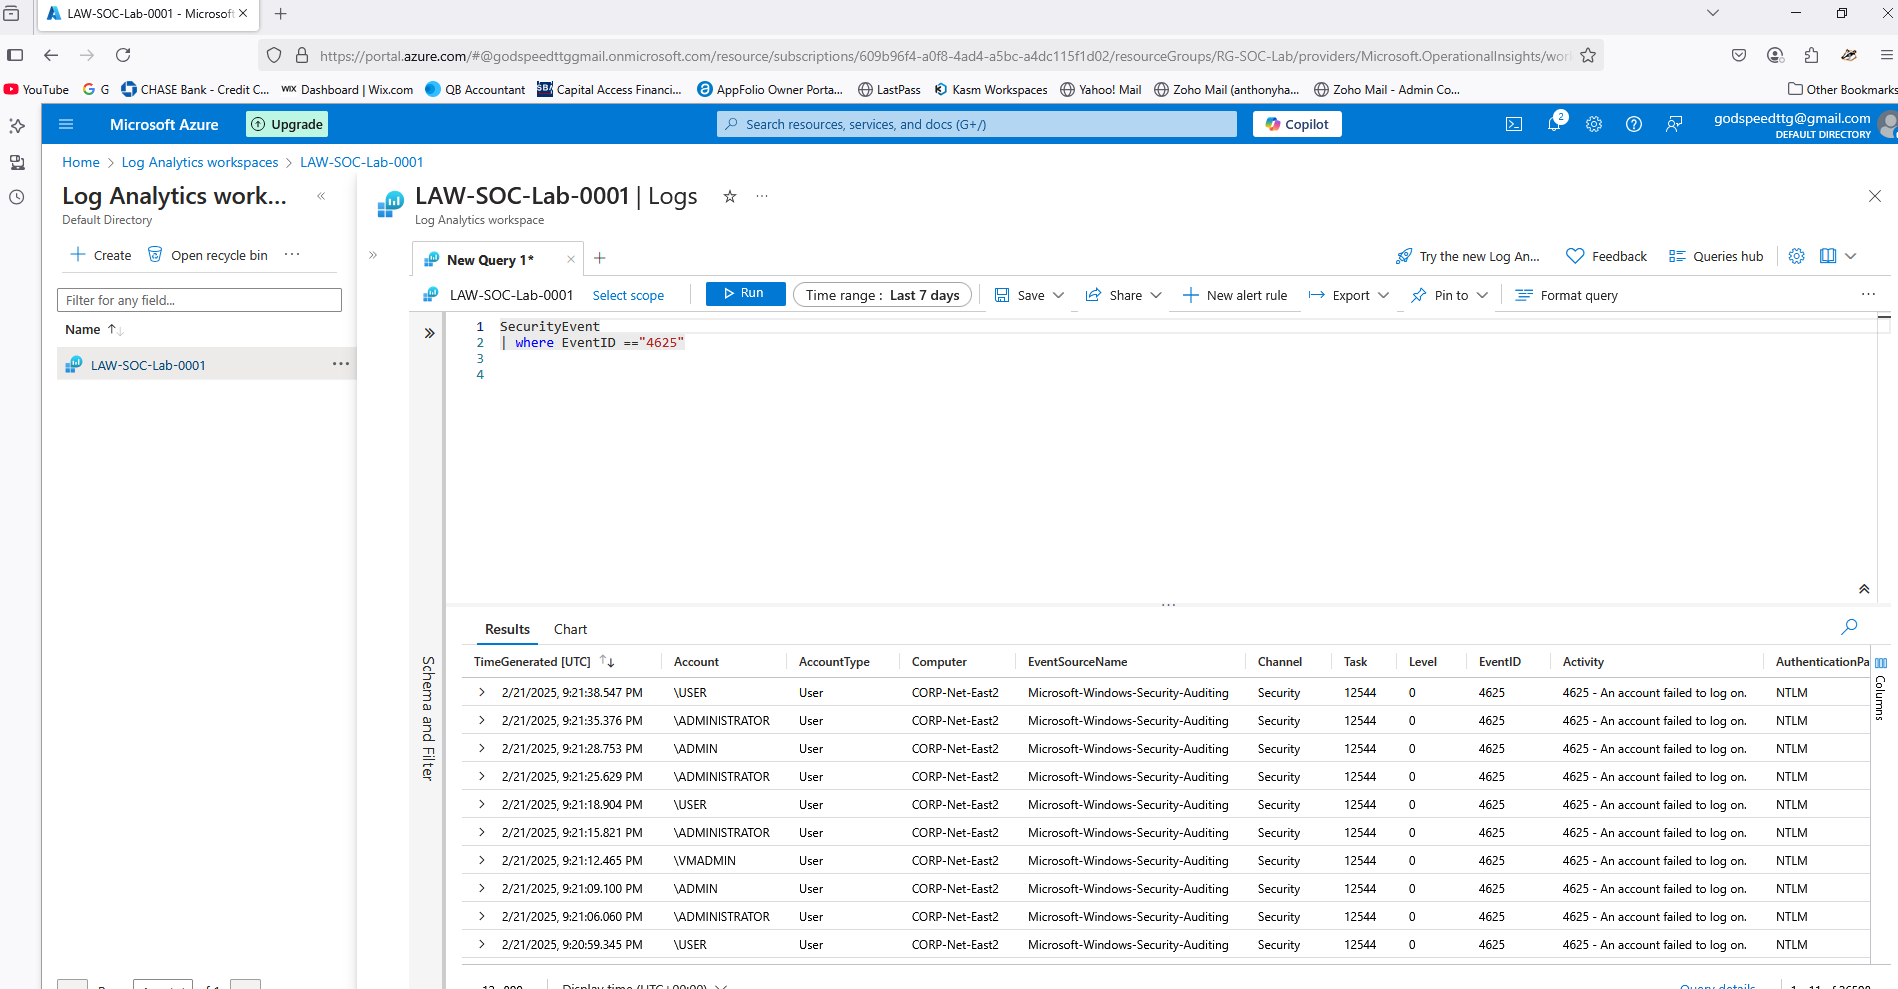 LAW-SOC-Lab-0001 - Microsoft
https://portal.azure.com/#@godspeedttggmail.onmicrosoft.com/resource/subscriptions/609b96f4-a0f8-4ad4-a5bc-a4dc115f1d02/resourceGroups/RG-SOC-Lab/providers/Microsoft.OperationalInsights/wor
YouTube G CHASE Bank - Credit C... WIX Dashboard | Wix.com QB Accountant SBA Capital Access Financi... AppFolio Owner Porta... LastPass Kasm Workspaces Yahoo! Mail Zoho Mail (anthonyha... Zoho Mail - Admin Co... Other Bookmarks
Microsoft Azure Upgrade Search resources, services, and docs (G+/) Copilot 2 godspeedttg@gmail.com
DEFAULT DIRECTORY
Home > Log Analytics workspaces > LAW-SOC-Lab-0001
Log Analytics work... «
Default Directory
Create Open recycle bin ...
Filter for any field...
Name ↑↓
LAW-SOC-Lab-0001 ...
LAW-SOC-Lab-0001 | Logs ...
Log Analytics workspace
New Query 1* × + Try the new Log An... Feedback Queries hub
LAW-SOC-Lab-0001 Select scope Run Time range : Last 7 days Save Share New alert rule Export Pin to Format query ...
1 SecurityEvent
2 | where EventID =="4625"
3
4
Schema and Filter
Results Chart
TimeGenerated [UTC] ↑↓ Account AccountType Computer EventSourceName Channel Task Level EventID Activity AuthenticationPa
2/21/2025, 9:21:38.547 PM \USER User CORP-Net-East2 Microsoft-Windows-Security-Auditing Security 12544 0 4625 4625 - An account failed to log on. NTLM
2/21/2025, 9:21:35.376 PM \ADMINISTRATOR User CORP-Net-East2 Microsoft-Windows-Security-Auditing Security 12544 0 4625 4625 - An account failed to log on. NTLM
2/21/2025, 9:21:28.753 PM \ADMIN User CORP-Net-East2 Microsoft-Windows-Security-Auditing Security 12544 0 4625 4625 - An account failed to log on. NTLM
2/21/2025, 9:21:25.629 PM \ADMINISTRATOR User CORP-Net-East2 Microsoft-Windows-Security-Auditing Security 12544 0 4625 4625 - An account failed to log on. NTLM
2/21/2025, 9:21:18.904 PM \USER User CORP-Net-East2 Microsoft-Windows-Security-Auditing Security 12544 0 4625 4625 - An account failed to log on. NTLM
2/21/2025, 9:21:15.821 PM \ADMINISTRATOR User CORP-Net-East2 Microsoft-Windows-Security-Auditing Security 12544 0 4625 4625 - An account failed to log on. NTLM
2/21/2025, 9:21:12.465 PM \VMADMIN User CORP-Net-East2 Microsoft-Windows-Security-Auditing Security 12544 0 4625 4625 - An account failed to log on. NTLM
2/21/2025, 9:21:09.100 PM \ADMIN User CORP-Net-East2 Microsoft-Windows-Security-Auditing Security 12544 0 4625 4625 - An account failed to log on. NTLM
2/21/2025, 9:21:06.060 PM \ADMINISTRATOR User CORP-Net-East2 Microsoft-Windows-Security-Auditing Security 12544 0 4625 4625 - An account failed to log on. NTLM
2/21/2025, 9:20:59.345 PM \USER User CORP-Net-East2 Microsoft-Windows-Security-Auditing Security 12544 0 4625 4625 - An account failed to log on. NTLM
Columns
Display time (UTC+00:00) Query details